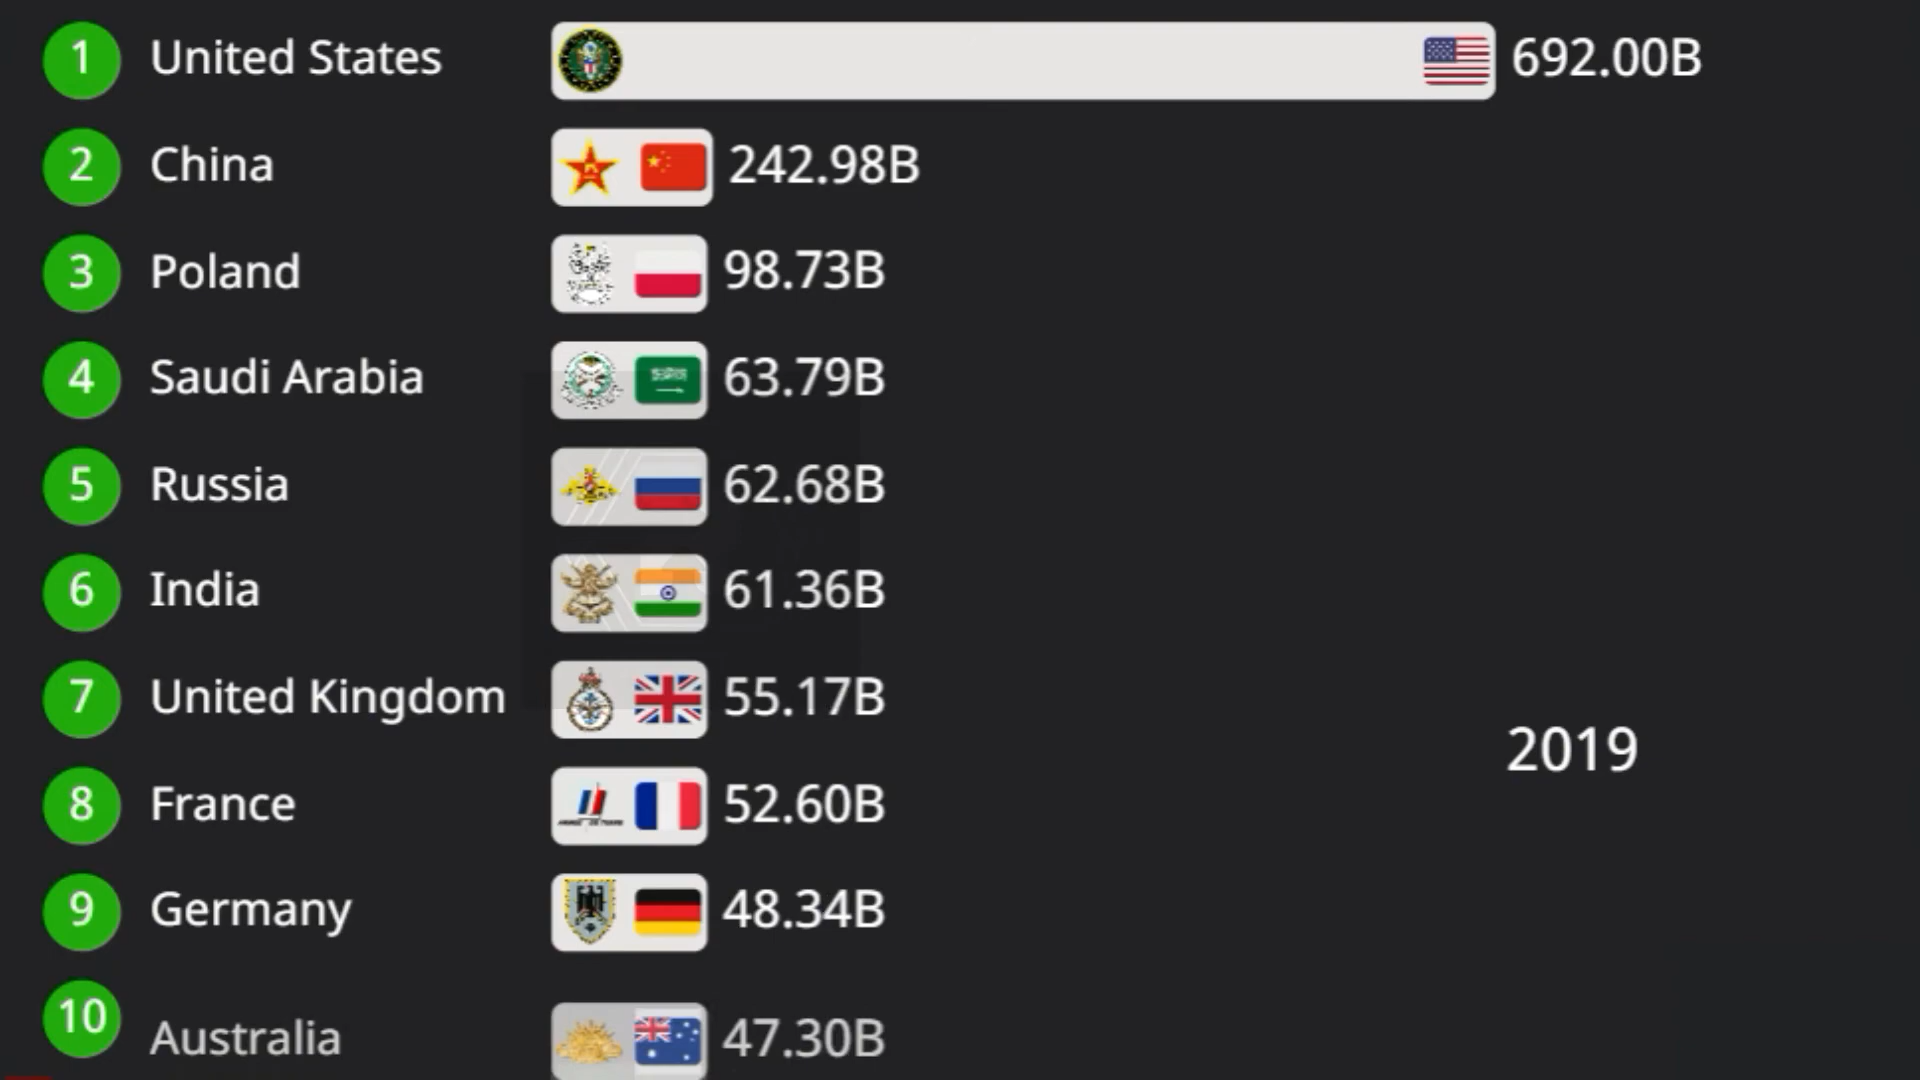 1 United States 692.00B
2 China 242.98B
3 Poland 98.73B
4 Saudi Arabia 63.79B
5 Russia 62.68B
6 India 61.36B
7 United Kingdom 55.17B
2019
8 France 52.60B
9 Germany 48.34B
10 Australia 47.30B